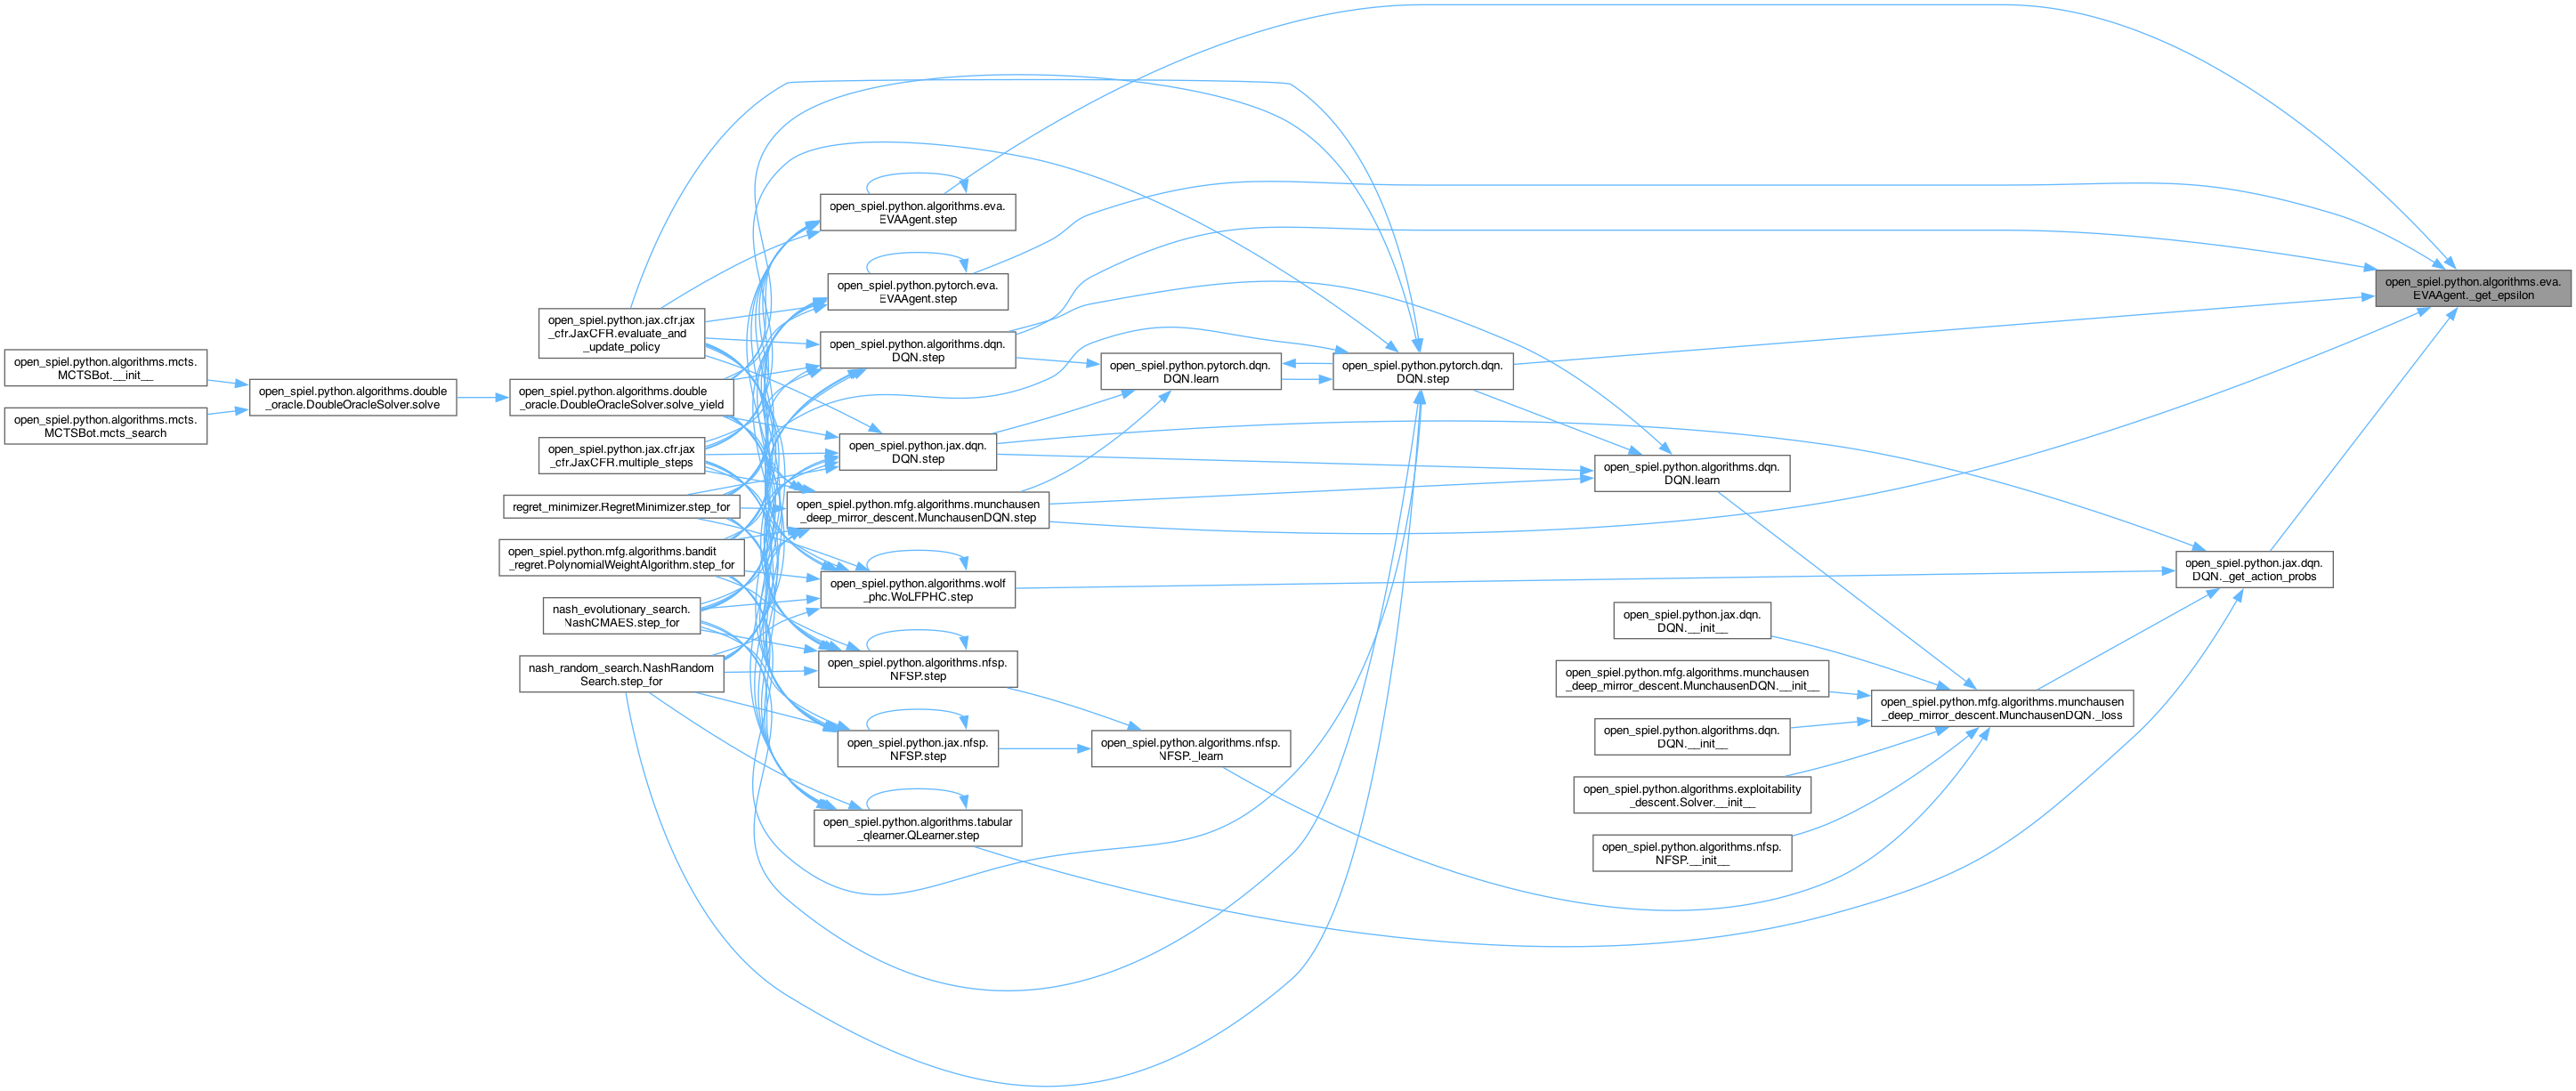 open_spiel.python.algorithms.eva.
EVAAgent._get_epsilon
open_spiel.python.algorithms.eva.
EVAAgent.step
open_spiel.python.pytorch.eva.
EVAAgent.step
open_spiel.python.algorithms.dqn.
DQN.step
open_spiel.python.pytorch.dqn.
DQN.learn
open_spiel.python.pytorch.dqn.
DQN.step
open_spiel.python.jax.cfr.jax
_cfr.JaxCFR.evaluate_and
_update_policy
open_spiel.python.algorithms.mcts.
MCTSBot.__init__
open_spiel.python.algorithms.mcts.
MCTSBot.mcts_search
open_spiel.python.algorithms.double
_oracle.DoubleOracleSolver.solve
open_spiel.python.algorithms.double
_oracle.DoubleOracleSolver.solve_yield
open_spiel.python.jax.cfr.jax
_cfr.JaxCFR.multiple_steps
open_spiel.python.jax.dqn.
DQN.step
open_spiel.python.algorithms.dqn.
DQN.learn
regret_minimizer.RegretMinimizer.step_for
open_spiel.python.mfg.algorithms.munchausen
_deep_mirror_descent.MunchausenDQN.step
open_spiel.python.mfg.algorithms.bandit
_regret.PolynomialWeightAlgorithm.step_for
open_spiel.python.algorithms.wolf
_phc.WoLFPHC.step
open_spiel.python.jax.dqn.
DQN._get_action_probs
nash_evolutionary_search.
NashCMAES.step_for
open_spiel.python.jax.dqn.
DQN.__init__
nash_random_search.NashRandom
Search.step_for
open_spiel.python.algorithms.nfsp.
NFSP.step
open_spiel.python.mfg.algorithms.munchausen
_deep_mirror_descent.MunchausenDQN.__init__
open_spiel.python.mfg.algorithms.munchausen
_deep_mirror_descent.MunchausenDQN._loss
open_spiel.python.jax.nfsp.
NFSP.step
open_spiel.python.algorithms.nfsp.
NFSP._learn
open_spiel.python.algorithms.dqn.
DQN.__init__
open_spiel.python.algorithms.exploitability
_descent.Solver.__init__
open_spiel.python.algorithms.tabular
_qlearner.QLearner.step
open_spiel.python.algorithms.nfsp.
NFSP.__init__